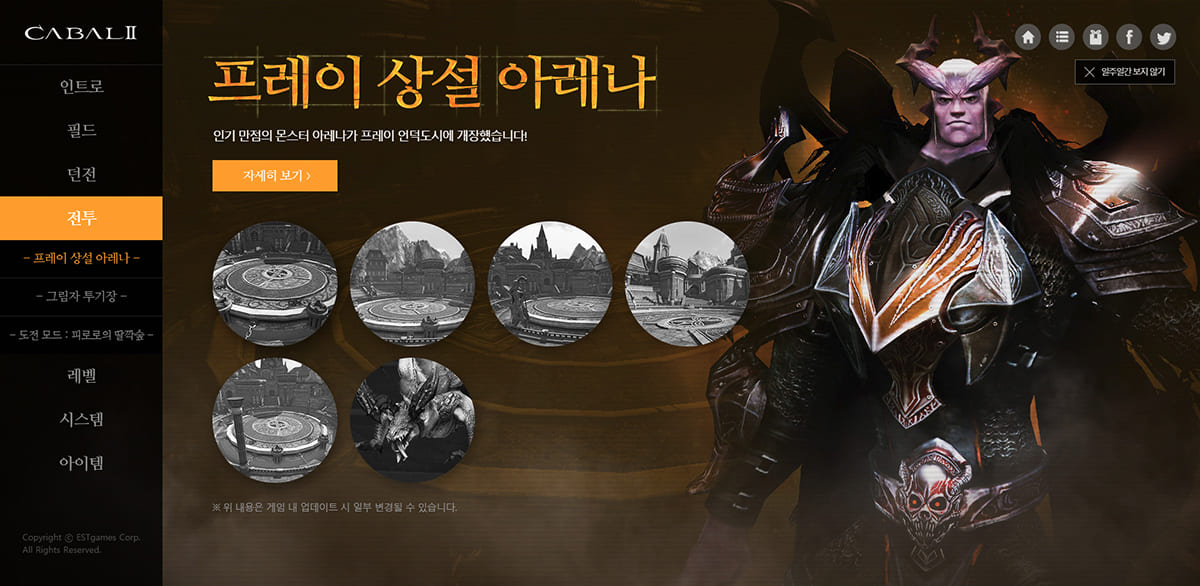 CABAL II
인트로
필드
던전
전투
- 프레이 상설 아레나 -
- 그림자 투기장 -
- 도전 모드 : 피로로의 딸깍숲 -
레벨
시스템
아이템
Copyright ⓒ ESTgames Corp.
All Rights Reserved.
프레이 상설 아레나
인기 만점의 몬스터 아레나가 프레이 언덕도시에 개장했습니다!
자세히 보기 >
※ 위 내용은 게임 내 업데이트 시 일부 변경될 수 있습니다.
f
일주일간 보지 않기